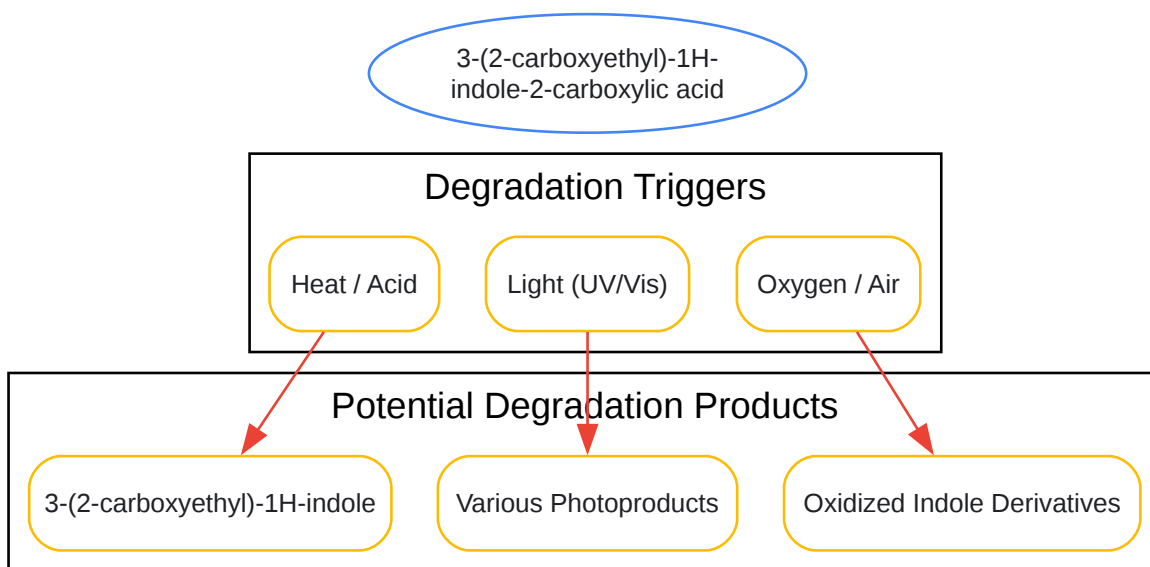 3-(2-carboxyethyl)-1H-
indole-2-carboxylic acid
Degradation Triggers
Heat / Acid
Light (UV/Vis)
Oxygen / Air
Potential Degradation Products
3-(2-carboxyethyl)-1H-indole
Various Photoproducts
Oxidized Indole Derivatives